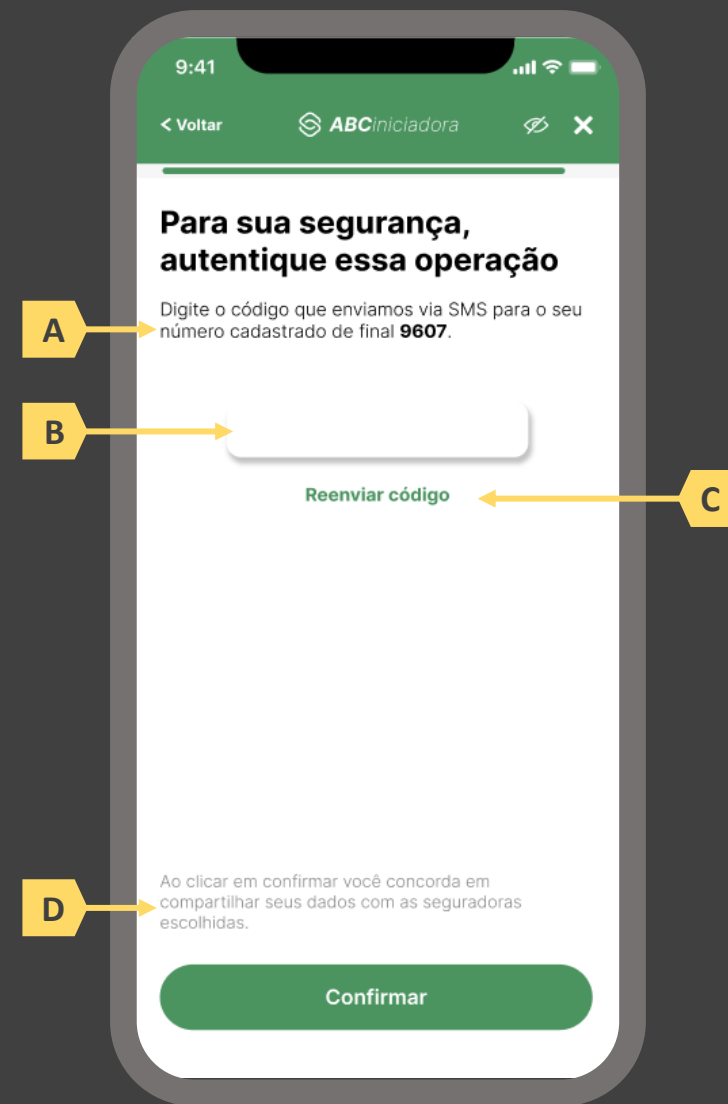 9:41
< Voltar ABCiniciadora
Para sua segurança,
autentique essa operação
Digite o código que enviamos via SMS para o seu
A
número cadastrado de final 9607.
B
Reenviar código
C
Ao clicar em confirmar você concorda em
D
compartilhar seus dados com as seguradoras
escolhidas.
Confirmar